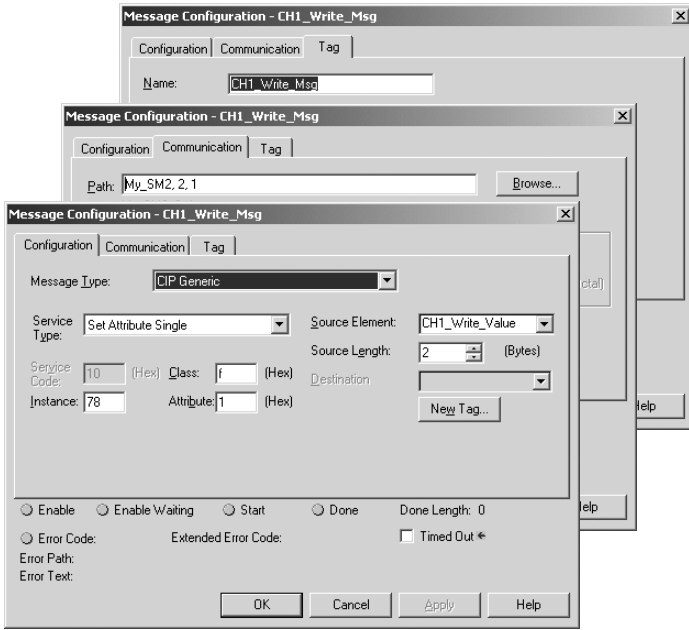 Message Configuration - CH1_Write_Msg
Configuration Communication Tag
Name: CH1_Write_Msg
Message Configuration - CH1_Write_Msg
Configuration Communication Tag
Path: My_SM2, 2, 1 Browse...
ctal)
Message Configuration - CH1_Write_Msg
Configuration Communication Tag
Message Type: CIP Generic
Service Type: Set Attribute Single Source Element: CH1_Write_Value
Source Length: 2 (Bytes)
Service Code: 10 (Hex) Class: f (Hex) Destination
Instance: 78 Attribute: 1 (Hex) New Tag...
Help
Help
Enable Enable Waiting Start Done Done Length: 0
Error Code: Extended Error Code: Timed Out
Error Path:
Error Text:
OK Cancel Apply Help